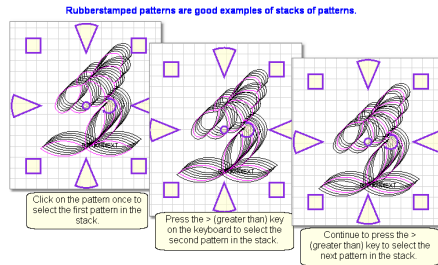 Rubberstamped patterns are good examples of stacks of patterns.
Click on the pattern once to
select the first pattern in the
stack.
Press the > (greater than) key
on the keyboard to select the
second pattern in the stack.
Continue to press the >
(greater than) key to select the
next pattern in the stack.